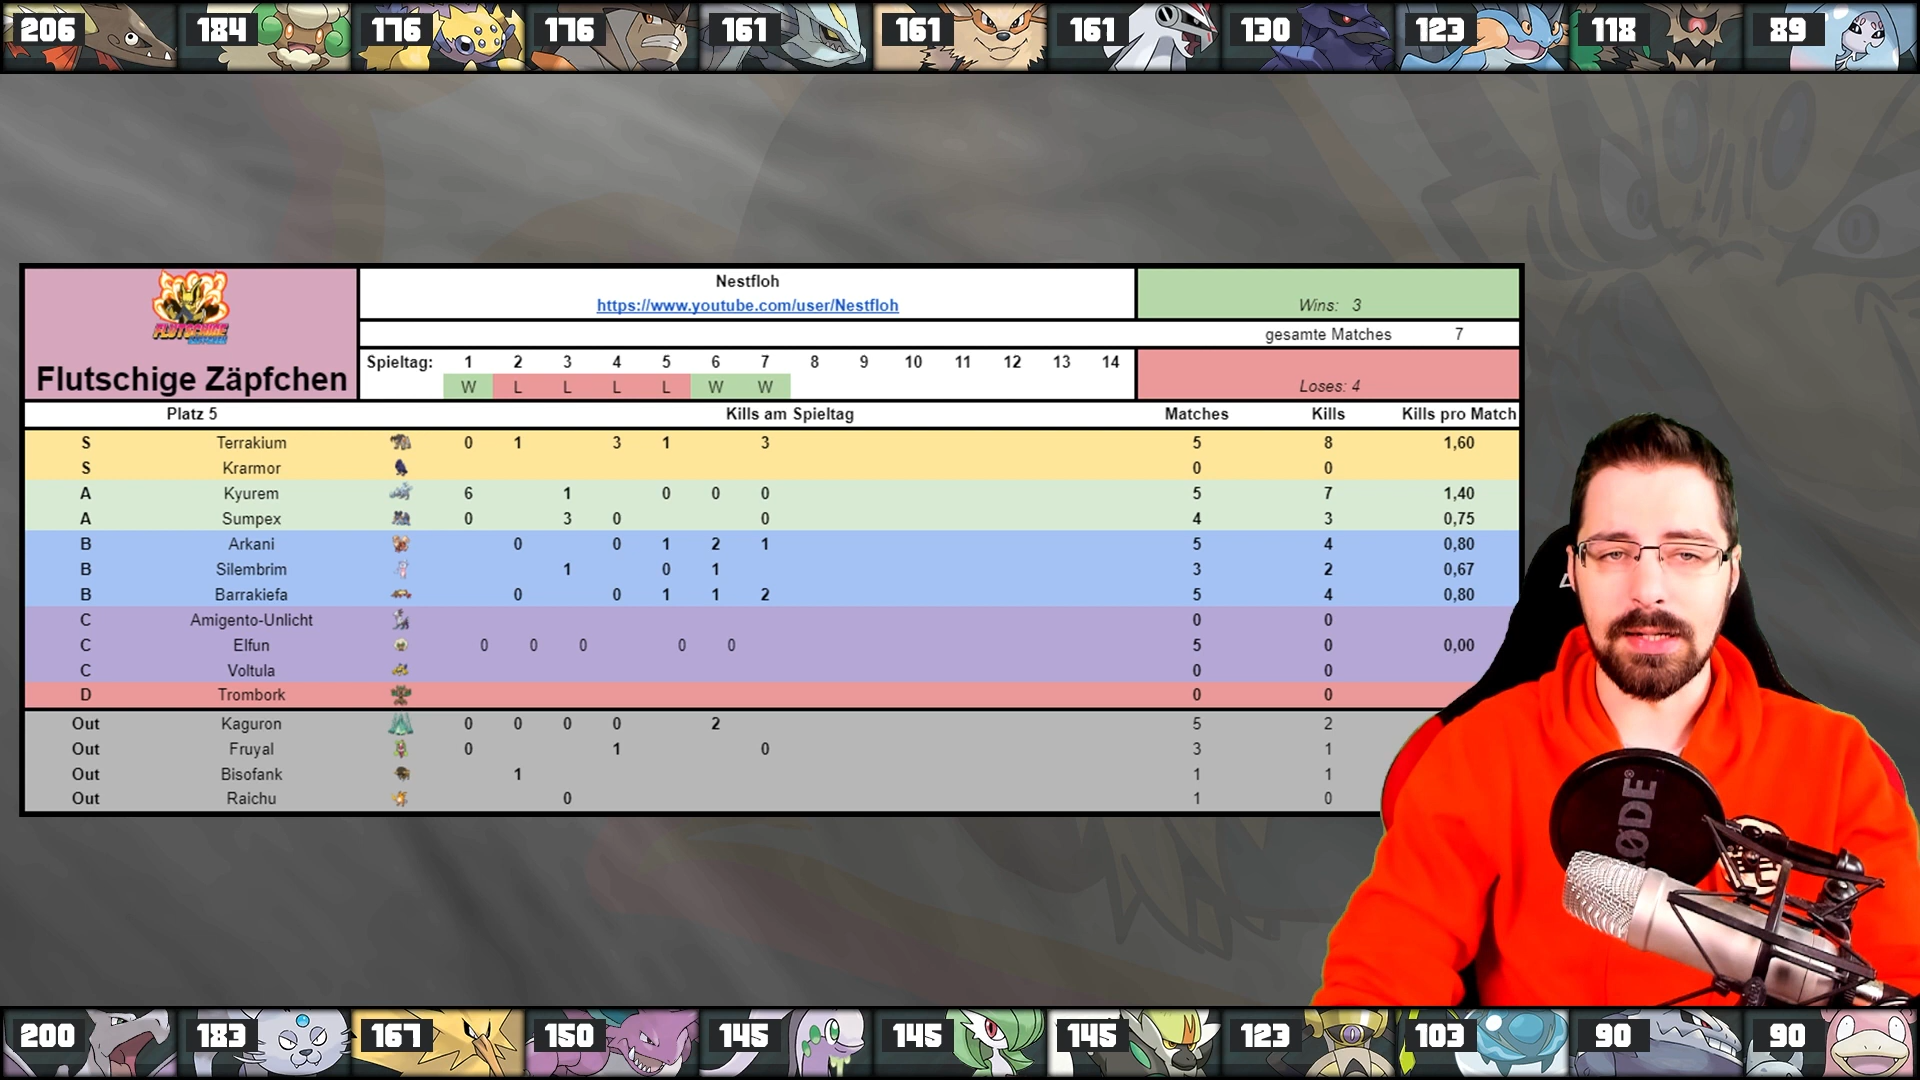 206 184 176 176 161 161 161 130 123 118 89
Nestfloh
https://www.youtube.com/user/Nestfloh
Wins: 3
gesamte Matches 7
Flutschige Zäpfchen
Spieltag: 1 2 3 4 5 6 7 8 9 10 11 12 13 14
W L L L L W W
Loses: 4
Platz 5 Kills am Spieltag Matches Kills Kills pro Match
S Terrakium 0 1 3 1 3 5 8 1,60
S Krarmor 0 0
A Kyurem 6 1 0 0 0 5 7 1,40
A Sumpex 0 3 0 0 4 3 0,75
B Arkani 0 0 1 2 1 5 4 0,80
B Silembrim 1 0 1 3 2 0,67
B Barrakiefa 0 0 1 1 2 5 4 0,80
C Amigento-Unlicht 0 0
C Elfun 0 0 0 0 0 5 0 0,00
C Voltula 0 0
D Trombork 0 0
Out Kaguron 0 0 0 0 2 5 2
Out Fruyal 0 1 0 3 1
Out Bisofank 1 1 1
Out Raichu 0 1 0
RØDE®
200 183 167 150 145 145 145 123 103 90 90